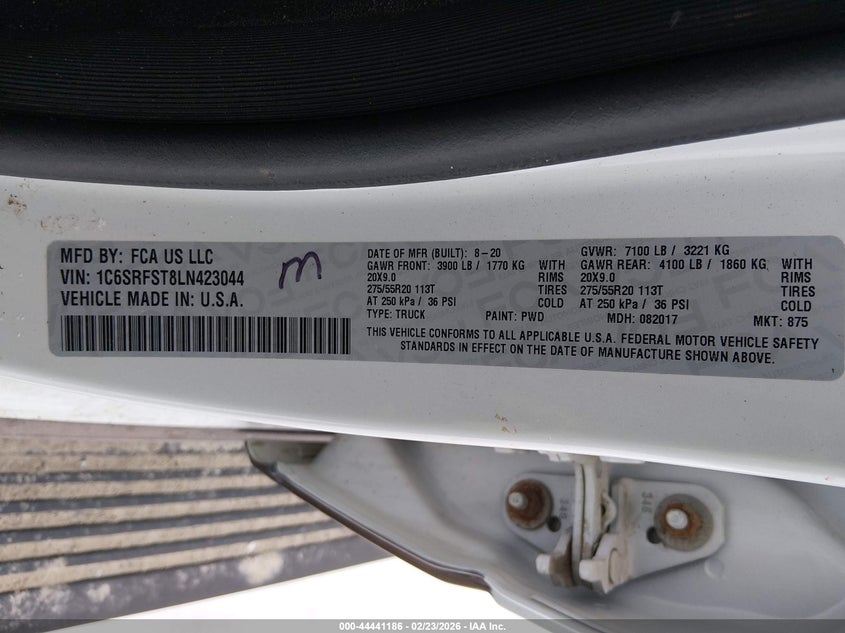 MFD BY: FCA US LLC
VIN: 1C6SRFST8LN423044
VEHICLE MADE IN: U.S.A.
m
DATE OF MFR (BUILT): 8-20 GVWR: 7100 LB / 3221 KG
GAWR FRONT: 3900 LB / 1770 KG WITH GAWR REAR: 4100 LB / 1860 KG WITH
20X9.0 RIMS 20X9.0 RIMS
275/55R20 113T TIRES 275/55R20 113T TIRES
AT 250 kPa / 36 PSI COLD AT 250 kPa / 36 PSI COLD
TYPE: TRUCK PAINT: PWD MDH: 082017 MKT: 875
THIS VEHICLE CONFORMS TO ALL APPLICABLE U.S.A. FEDERAL MOTOR VEHICLE SAFETY
STANDARDS IN EFFECT ON THE DATE OF MANUFACTURE SHOWN ABOVE.
348
348
000-44441186 - 02/23/2026 - IAA Inc.